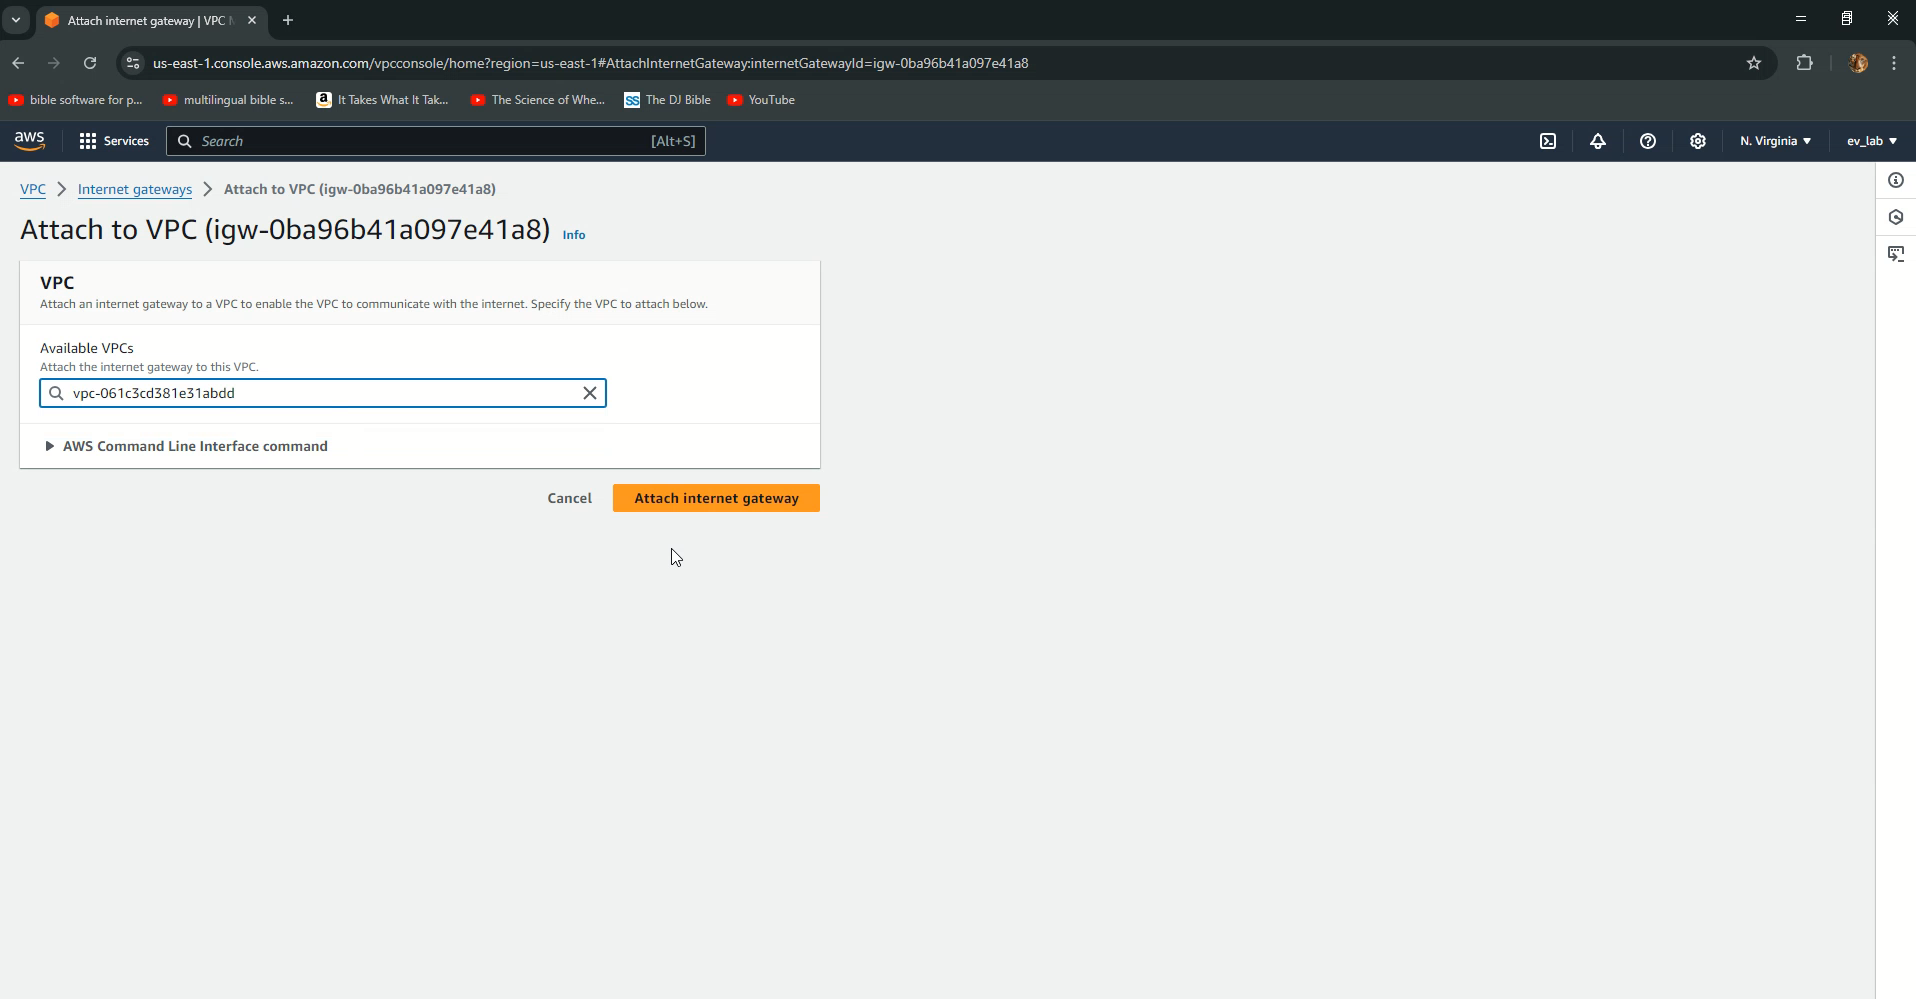 Attach internet gateway | VPC
us-east-1.console.aws.amazon.com/vpcconsole/home?region=us-east-1#AttachInternetGateway:internetGatewayId=igw-0ba96b41a097e41a8
bible software for p... multilingual bible s... a It Takes What It Tak... The Science of Whe... SS The DJ Bible YouTube
aws Services Search [Alt+S] N. Virginia ev_lab
VPC Internet gateways Attach to VPC (igw-0ba96b41a097e41a8)
Attach to VPC (igw-0ba96b41a097e41a8) Info
VPC
Attach an internet gateway to a VPC to enable the VPC to communicate with the internet. Specify the VPC to attach below.
Available VPCs
Attach the internet gateway to this VPC.
vpc-061c3cd381e31abdd
AWS Command Line Interface command
Cancel Attach internet gateway